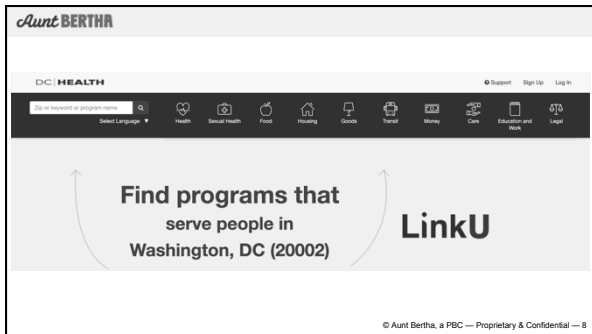 Aunt BERTHA
DC HEALTH
Support Sign Up Log In
Zip or keyword or program name
Select Language ▼
Health Sexual Health Food Housing Goods Transit Money Care Education and Work Legal
Find programs that
serve people in
Washington, DC (20002)
LinkU
© Aunt Bertha, a PBC — Proprietary & Confidential — 8